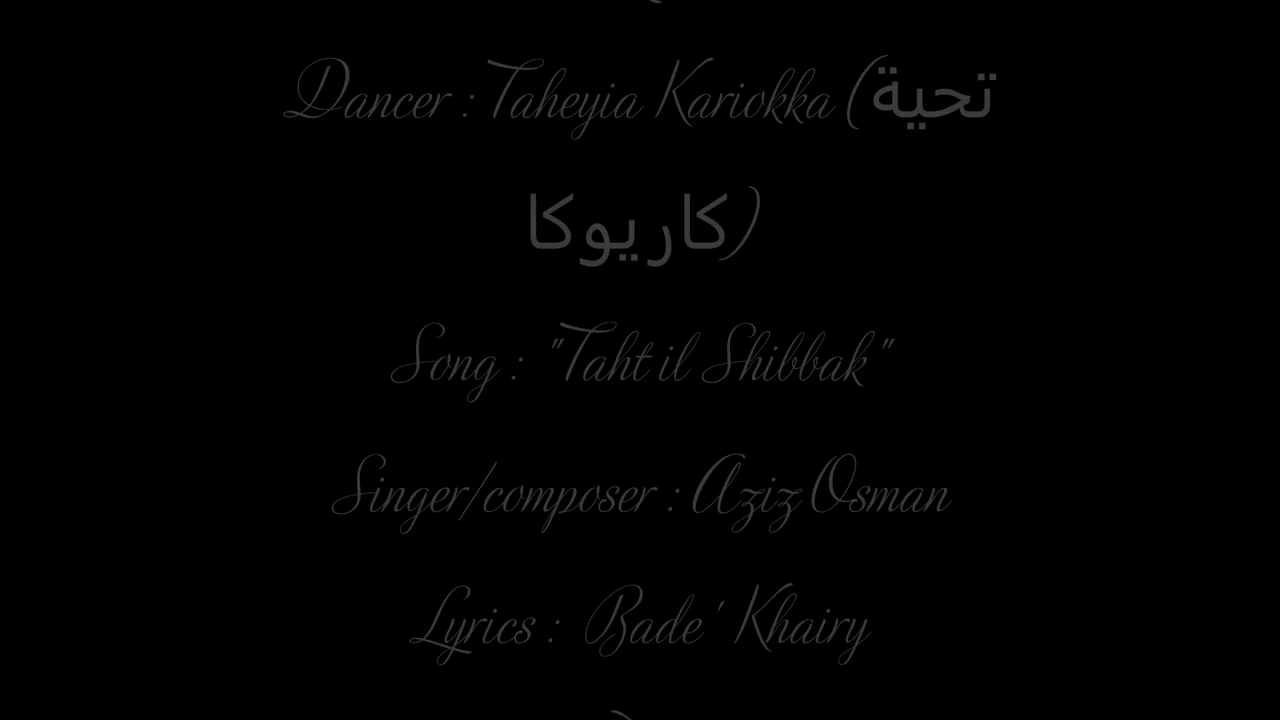 Dancer : Taheyia Kariokka (تحية
كاريوكا)
Song : "Taht il Shibbak"
Singer/composer : Aziz Osman
Lyrics : Bade' Khairy